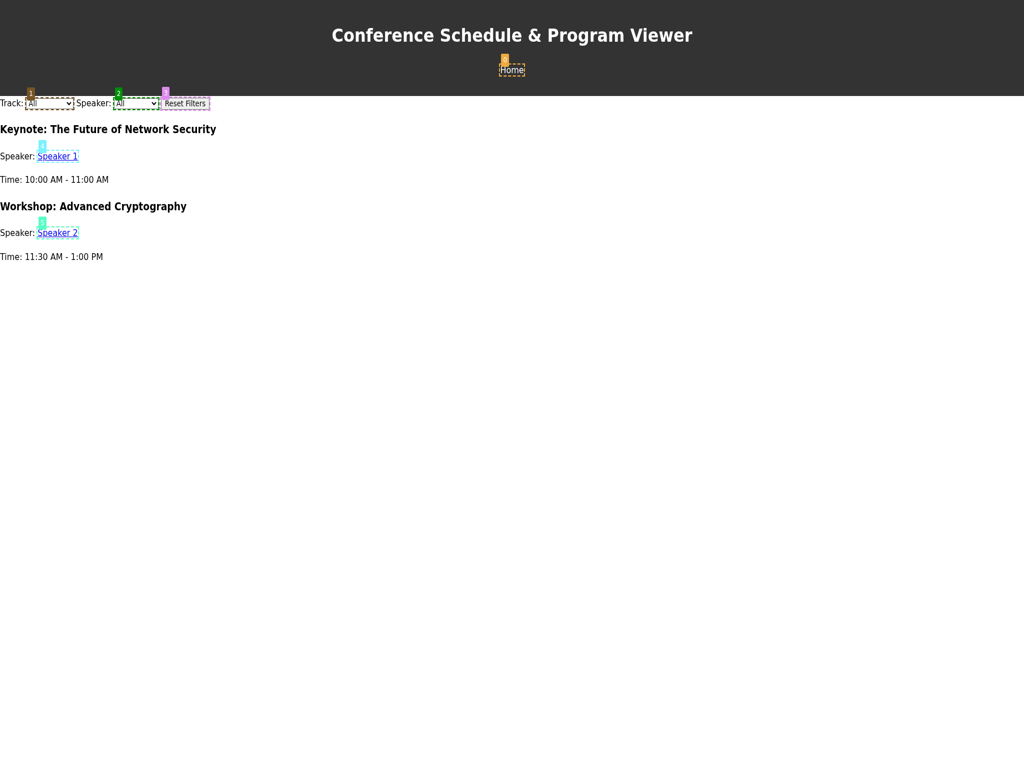 Conference Schedule & Program Viewer
0
Home
1 2 3
Track: All Speaker: All Reset Filters
Keynote: The Future of Network Security
4
Speaker: Speaker 1
Time: 10:00 AM - 11:00 AM
Workshop: Advanced Cryptography
5
Speaker: Speaker 2
Time: 11:30 AM - 1:00 PM